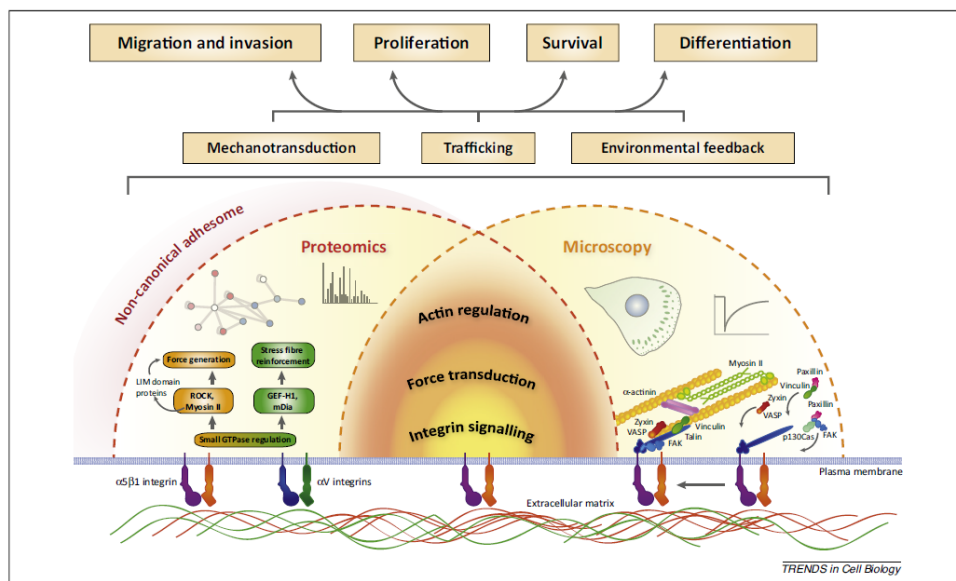 Migration and invasion
Proliferation
Survival
Differentiation
Mechanotransduction
Trafficking
Environmental feedback
Non-canonical adhesome
Proteomics
Microscopy
Actin regulation
Force transduction
Integrin signalling
Force generation
Stress fibre
reinforcement
LIM domain
proteins
ROCK,
Myosin II
GEF-H1,
mDia
Small GTPase regulation
α5β1 integrin
αV integrins
Myosin II
α-actinin
Zyxin
VASP
FAK
Talin
Vinculin
Paxillin
Vinculin
Zyxin
VASP
Paxillin
p130Cas
FAK
Plasma membrane
Extracellular matrix
TRENDS in Cell Biology